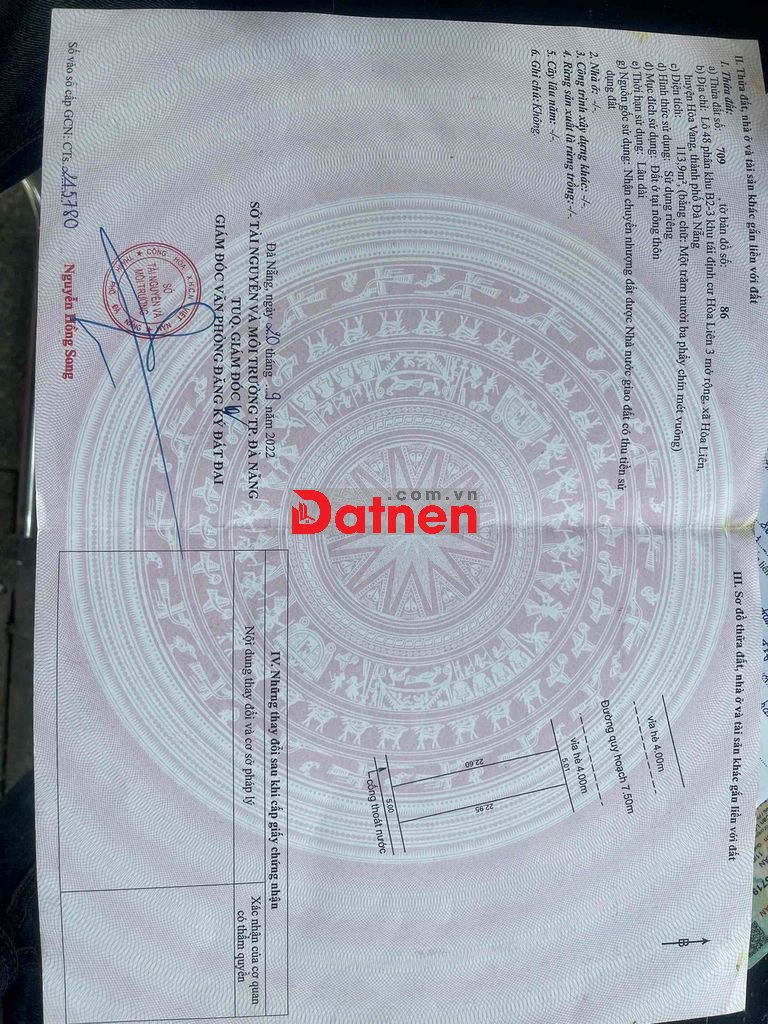 II. Thửa đất, nhà ở và tài sản khác gắn liền với đất
1. Thửa đất:
a) Thửa đất số: 709 , tờ bản đồ số: 86
b) Địa chỉ: Lô 48 phân khu B2-3 khu tái định cư Hòa Liên 3 mở rộng, xã Hòa Liên,
huyện Hòa Vang, thành phố Đà Nẵng
c) Diện tích: 113,9m², (bằng chữ: Một trăm mười ba phẩy chín mét vuông)
d) Hình thức sử dụng: Sử dụng riêng
đ) Mục đích sử dụng: Đất ở tại nông thôn
e) Thời hạn sử dụng: Lâu dài
g) Nguồn gốc sử dụng: Nhận chuyển nhượng đất được Nhà nước giao đất có thu tiền sử
dụng đất
2. Nhà ở: -/-.
3. Công trình xây dựng khác: -/-.
4. Rừng sản xuất là rừng trồng: -/-.
5. Cây lâu năm: -/-.
6. Ghi chú: Không.
Đà Nẵng, ngày 20 tháng 9 năm 2022
SỞ TÀI NGUYÊN VÀ MÔI TRƯỜNG TP. ĐÀ NẴNG
TUQ. GIÁM ĐỐC
GIÁM ĐỐC VĂN PHÒNG ĐĂNG KÝ ĐẤT ĐAI
SỞ
TÀI NGUYÊN VÀ
MÔI TRƯỜNG
Nguyễn Hồng Song
Số vào sổ cấp GCN: CTs 245780
III. Sơ đồ thửa đất, nhà ở và tài sản khác gắn liền với đất
vỉa hè 4,00m
Đường quy hoạch 7,50m
vỉa hè 4,00m
5,01
22,60
22,95
5,00
cống thoát nước
B
IV. Những thay đổi sau khi cấp giấy chứng nhận
Nội dung thay đổi và cơ sở pháp lý
Xác nhận của cơ quan
có thẩm quyền
Datnen
.com.vn